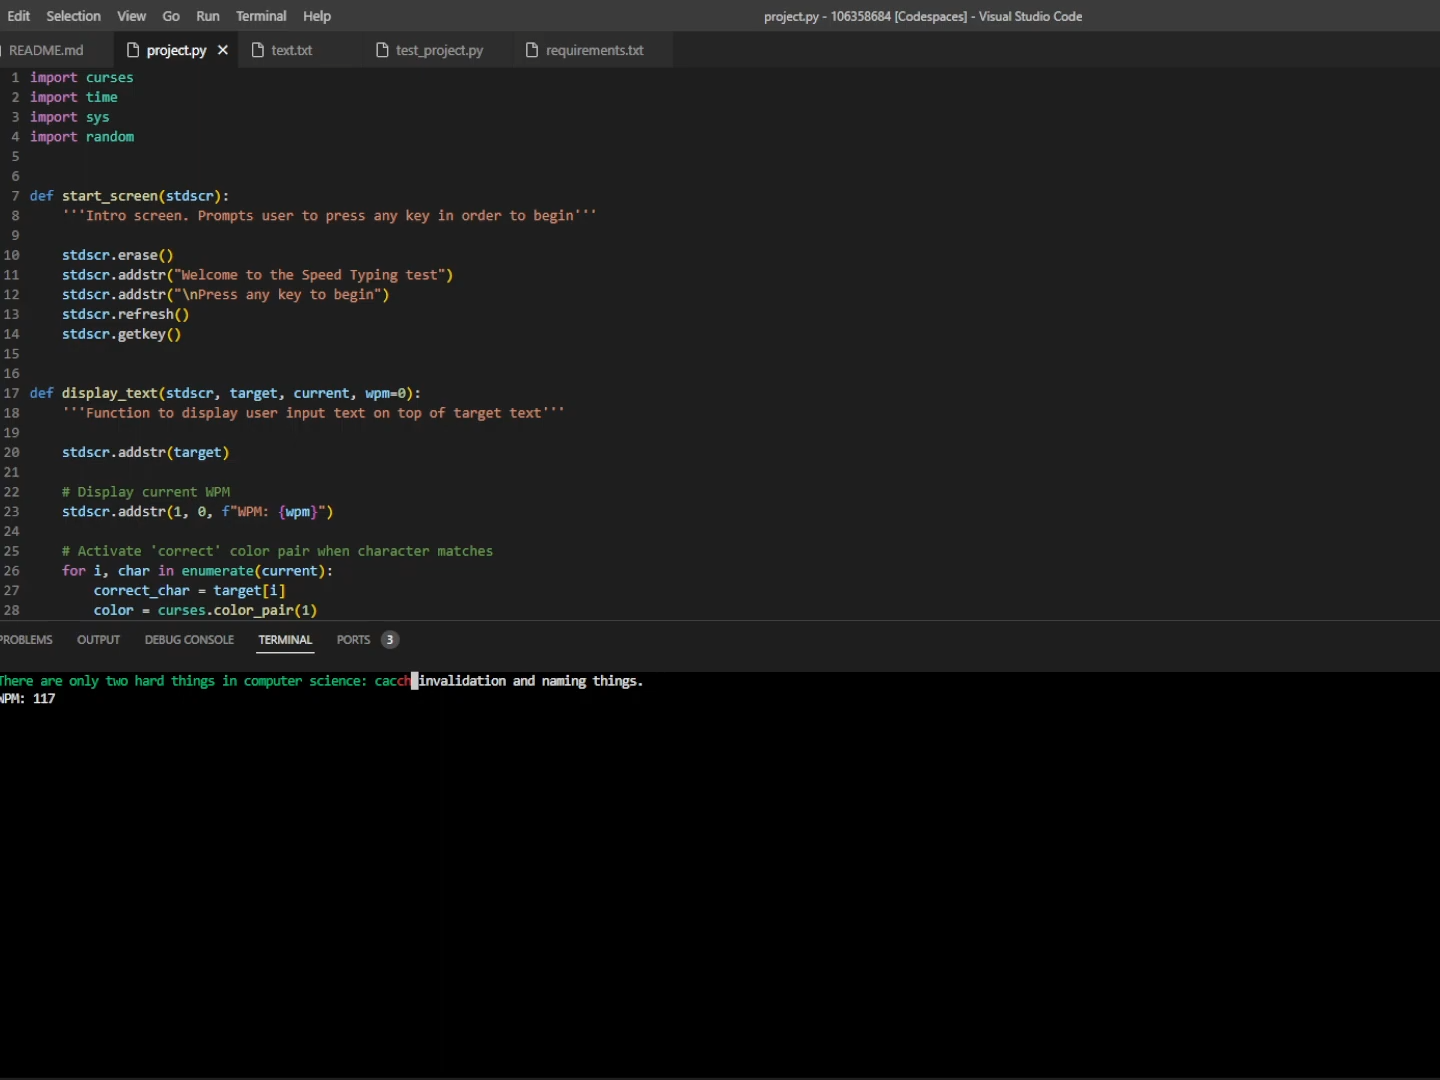 Edit Selection View Go Run Terminal Help project.py - 106358684 [Codespaces] - Visual Studio Code
README.md project.py text.txt test_project.py requirements.txt
1 import curses
2 import time
3 import sys
4 import random
5
6
7 def start_screen(stdscr):
8 '''Intro screen. Prompts user to press any key in order to begin'''
9
10 stdscr.erase()
11 stdscr.addstr("Welcome to the Speed Typing test")
12 stdscr.addstr("\nPress any key to begin")
13 stdscr.refresh()
14 stdscr.getkey()
15
16
17 def display_text(stdscr, target, current, wpm=0):
18 '''Function to display user input text on top of target text'''
19
20 stdscr.addstr(target)
21
22 # Display current WPM
23 stdscr.addstr(1, 0, f"WPM: {wpm}")
24
25 # Activate 'correct' color pair when character matches
26 for i, char in enumerate(current):
27 correct_char = target[i]
28 color = curses.color_pair(1)
PROBLEMS OUTPUT DEBUG CONSOLE TERMINAL PORTS 3
There are only two hard things in computer science: cacch invalidation and naming things.
WPM: 117